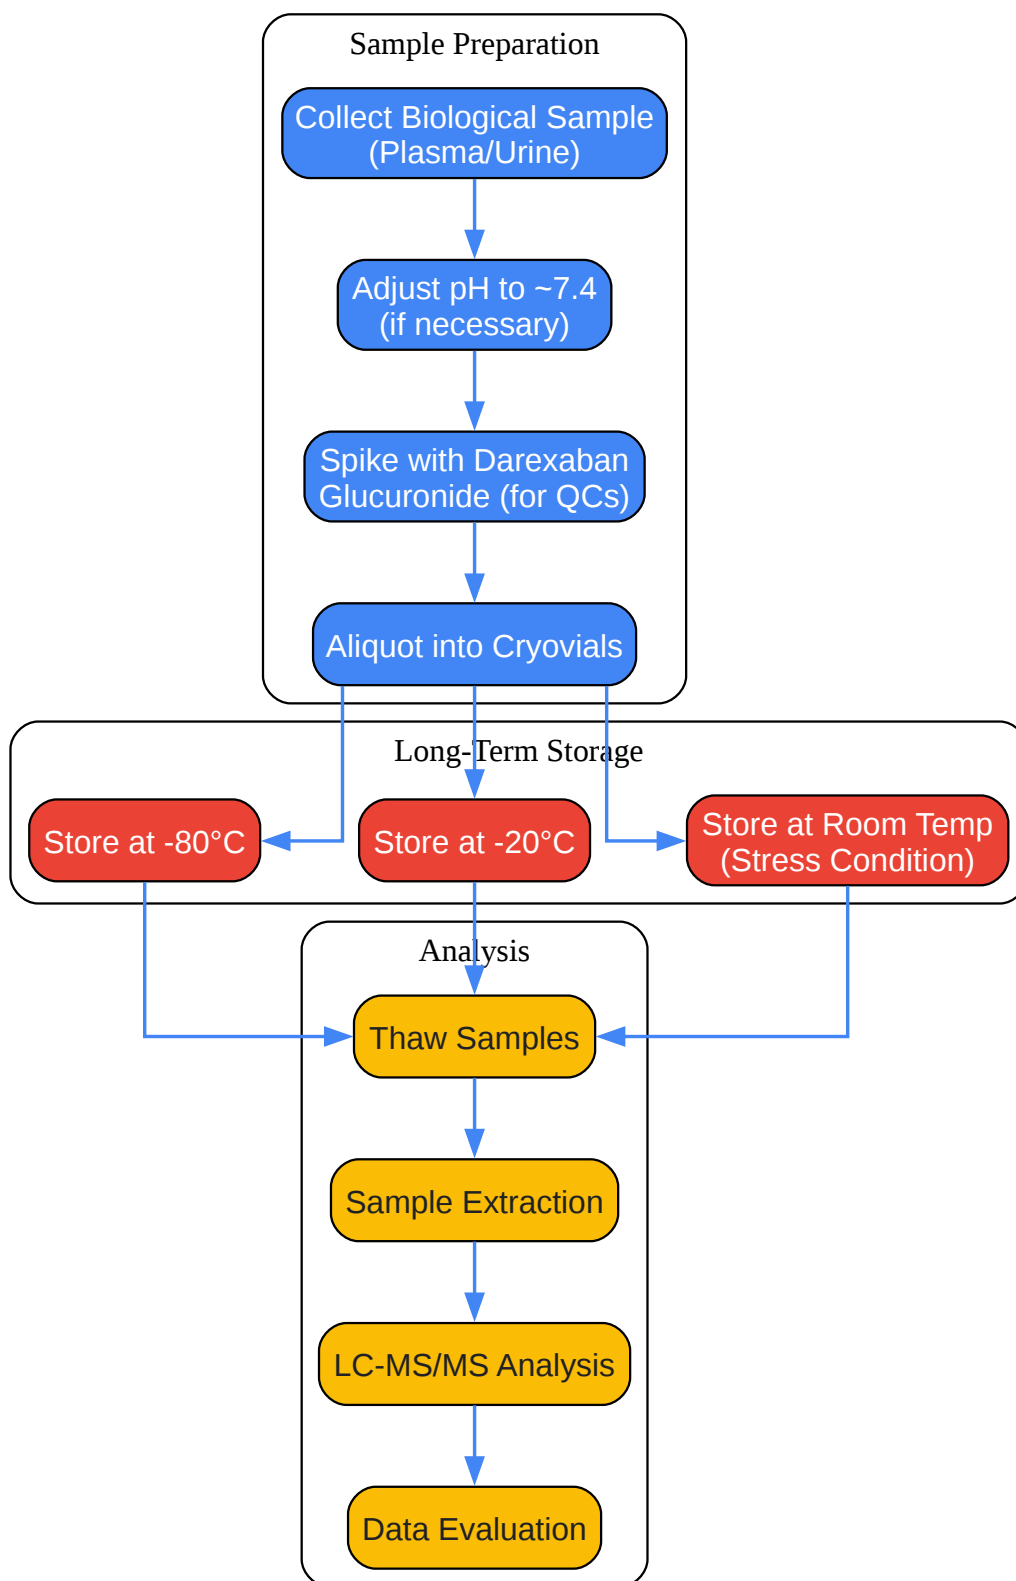 Sample Preparation
Collect Biological Sample
(Plasma/Urine)
Adjust pH to ~7.4
(if necessary)
Spike with Darexaban
Glucuronide (for QCs)
Aliquot into Cryovials
Long-Term Storage
Store at -80°C
Store at -20°C
Store at Room Temp
(Stress Condition)
Analysis
Thaw Samples
Sample Extraction
LC-MS/MS Analysis
Data Evaluation